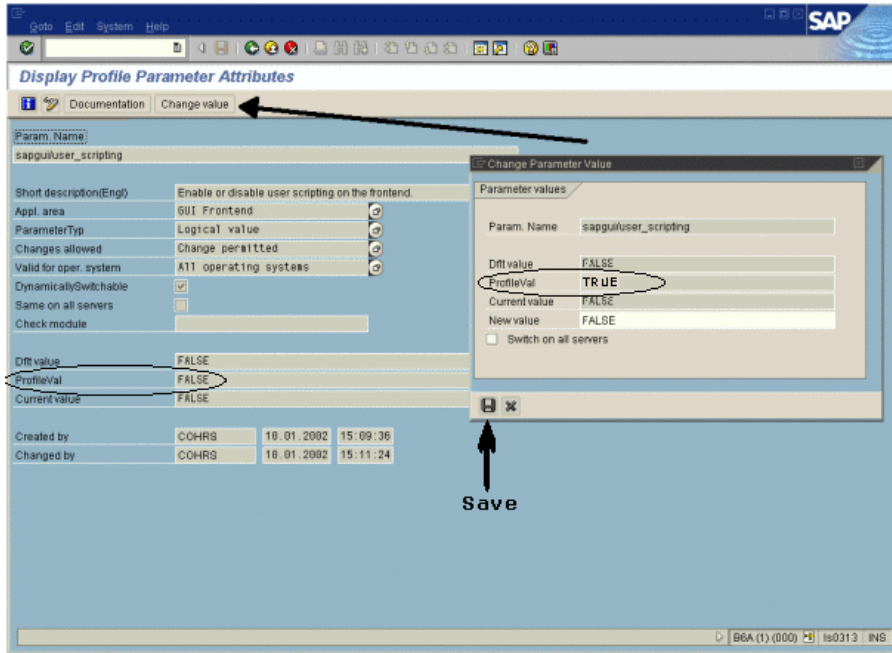 Goto Edit System Help
SAP
Display Profile Parameter Attributes
Documentation Change value
Param. Name
sapgui/user_scripting
Short description(Engl) Enable or disable user scripting on the frontend.
Appl. area GUI Frontend
ParameterTyp Logical value
Changes allowed Change permitted
Valid for oper. system All operating systems
DynamicallySwitchable
Same on all servers
Check module
Dflt value FALSE
ProfileVal FALSE
Current value FALSE
Created by COHRS 18.01.2002 15:09:36
Changed by COHRS 18.01.2002 15:11:24
Change Parameter Value
Parameter values
Param. Name sapgui/user_scripting
Dflt value FALSE
ProfileVal TRUE
Current value FALSE
New value FALSE
Switch on all servers
Save
B6A (1) (000) ls0313 INS